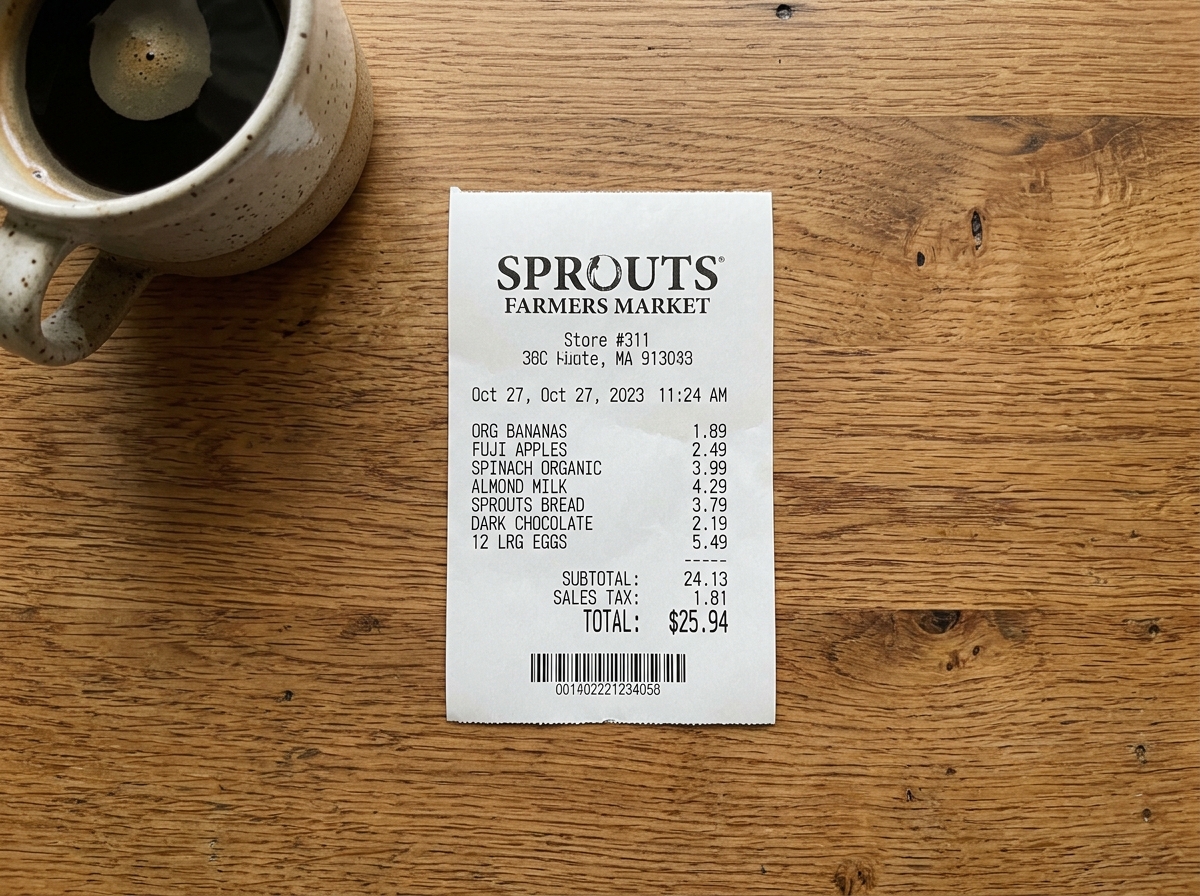 SPROUTS®
FARMERS MARKET
Store #311
MA
Oct 27, Oct 27, 2023 11:24 AM
ORG BANANAS 1.89
FUJI APPLES 2.49
SPINACH ORGANIC 3.99
ALMOND MILK 4.29
SPROUTS BREAD 3.79
DARK CHOCOLATE 2.19
12 LRG EGGS 5.49
-----
SUBTOTAL: 24.13
SALES TAX: 1.81
TOTAL: $25.94
001402221234058